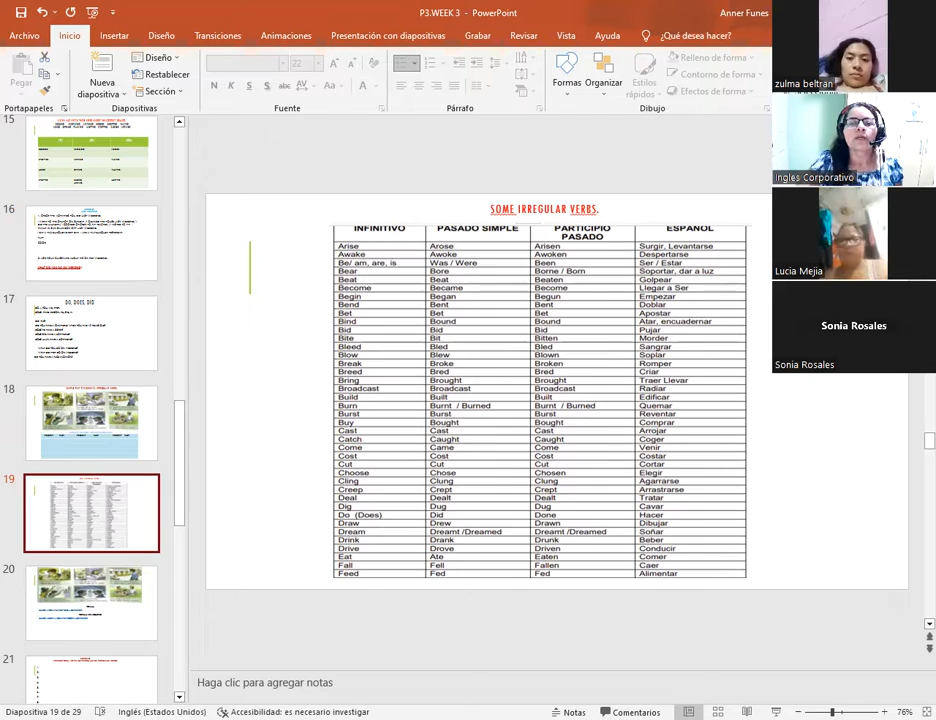 P3.WEEK 3 - PowerPoint
Anner Funes
Archivo Inicio Insertar Diseño Transiciones Animaciones Presentación con diapositivas Grabar Revisar Vista Ayuda ¿Qué desea hacer?
Pegar
Nueva diapositiva
Diseño
Restablecer
Sección
22
N K S abc AV Aa A
Formas Organizar Estilos rápidos
Relleno de forma
Contorno de forma
Efectos de forma
Portapapeles Diapositivas Fuente Párrafo Dibujo
zulma beltran
Ingles Corporativo
Lucia Mejia
Sonia Rosales
Sonia Rosales
15
16
17
DO, DOES, DID
18
19
20
21
SOME IRREGULAR VERBS.
INFINITIVO PASADO SIMPLE PARTICIPIO PASADO ESPAÑOL
Arise Arose Arisen Surgir, Levantarse
Awake Awoke Awoken Despertarse
Be/ am, are, is Was / Were Been Ser / Estar
Bear Bore Borne / Born Soportar, dar a luz
Beat Beat Beaten Golpear
Become Became Become Llegar a Ser
Begin Began Begun Empezar
Bend Bent Bent Doblar
Bet Bet Bet Apostar
Bind Bound Bound Atar, encuadernar
Bid Bid Bid Pujar
Bite Bit Bitten Morder
Bleed Bled Bled Sangrar
Blow Blew Blown Soplar
Break Broke Broken Romper
Breed Bred Bred Criar
Bring Brought Brought Traer Llevar
Broadcast Broadcast Broadcast Radiar
Build Built Built Edificar
Burn Burnt / Burned Burnt / Burned Quemar
Burst Burst Burst Reventar
Buy Bought Bought Comprar
Cast Cast Cast Arrojar
Catch Caught Caught Coger
Come Came Come Venir
Cost Cost Cost Costar
Cut Cut Cut Cortar
Choose Chose Chosen Elegir
Cling Clung Clung Agarrarse
Creep Crept Crept Arrastrarse
Deal Dealt Dealt Tratar
Dig Dug Dug Cavar
Do (Does) Did Done Hacer
Draw Drew Drawn Dibujar
Dream Dreamt /Dreamed Dreamt /Dreamed Soñar
Drink Drank Drunk Beber
Drive Drove Driven Conducir
Eat Ate Eaten Comer
Fall Fell Fallen Caer
Feed Fed Fed Alimentar
Haga clic para agregar notas
Diapositiva 19 de 29 Inglés (Estados Unidos) Accesibilidad: es necesario investigar Notas Comentarios 76%